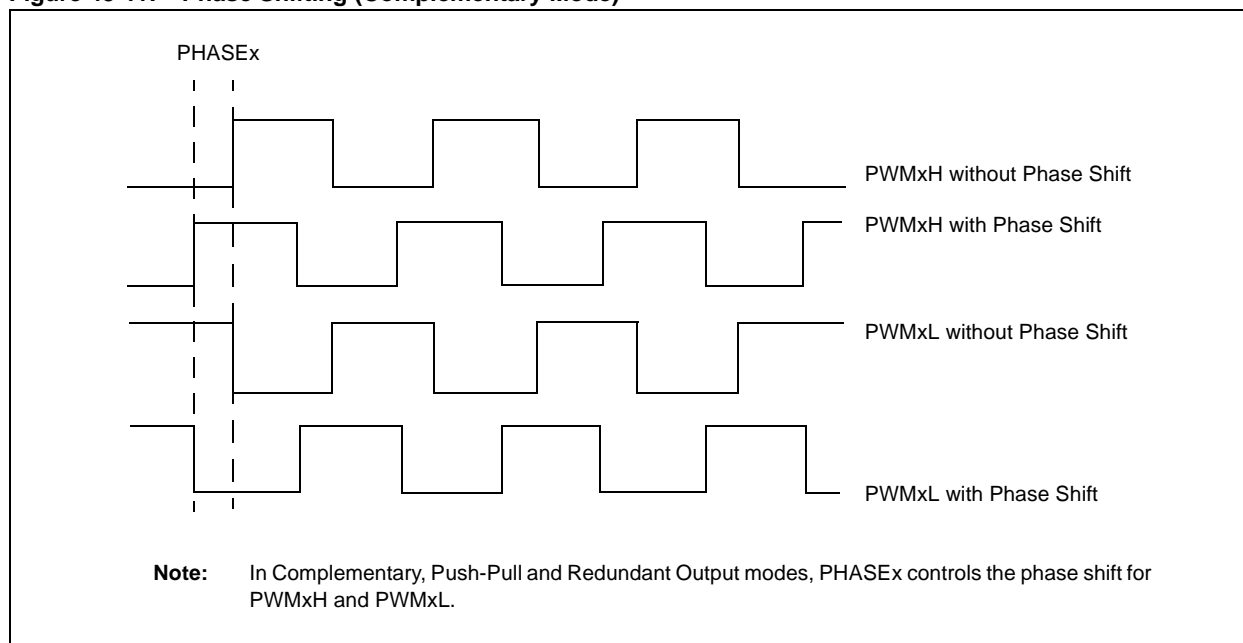 PHASEx
PWMxH without Phase Shift
PWMxH with Phase Shift
PWMxL without Phase Shift
PWMxL with Phase Shift
Note: In Complementary, Push-Pull and Redundant Output modes, PHASEx controls the phase shift for
PWMxH and PWMxL.